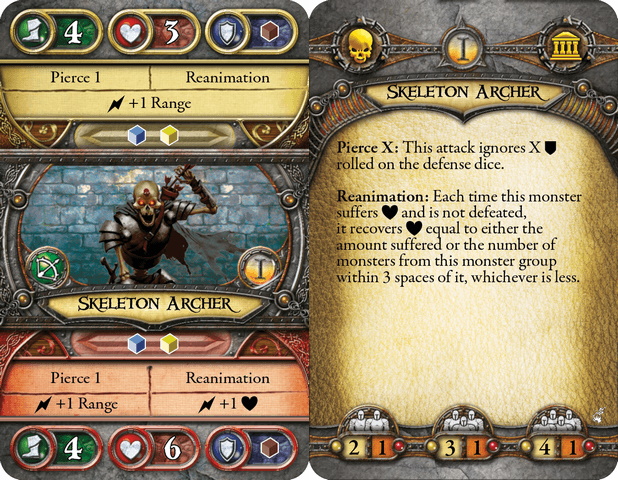 4 3
Pierce 1 Reanimation
+1 Range
I
SKELETON ARCHER
Pierce 1 Reanimation
+1 Range +1
4 6
I
SKELETON ARCHER
Pierce X: This attack ignores X
rolled on the defense dice.
Reanimation: Each time this monster
suffers and is not defeated,
it recovers equal to either the
amount suffered or the number of
monsters from this monster group
within 3 spaces of it, whichever is less.
2 1 3 1 4 1